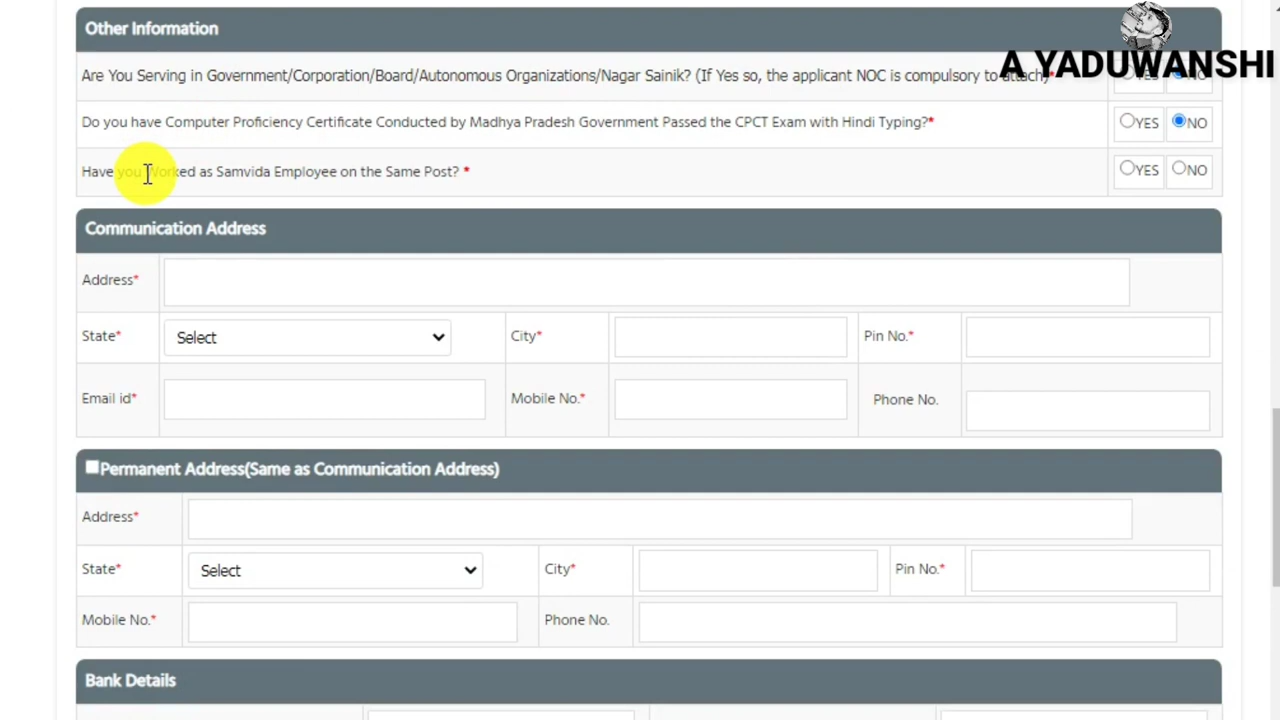 Other Information
A YADUWANSHI
Are You Serving in Government/Corporation/Board/Autonomous Organizations/Nagar Sainik? (If Yes so, the applicant NOC is compulsory to attach)* YES NO
Do you have Computer Proficiency Certificate Conducted by Madhya Pradesh Government Passed the CPCT Exam with Hindi Typing?* YES NO
Have you Worked as Samvida Employee on the Same Post? * YES NO
Communication Address
Address*
State* Select City* Pin No.*
Email id* Mobile No.* Phone No.
Permanent Address(Same as Communication Address)
Address*
State* Select City* Pin No.*
Mobile No.* Phone No.
Bank Details